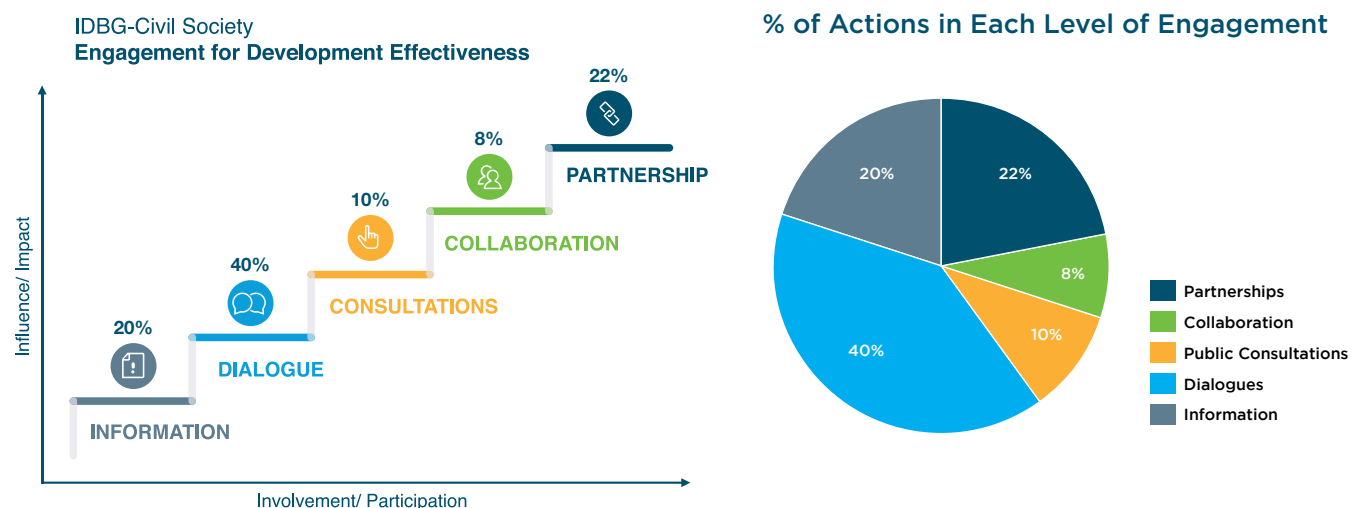 IDBG-Civil Society
Engagement for Development Effectiveness
22%
8%
PARTNERSHIP
10%
COLLABORATION
40%
CONSULTATIONS
20%
DIALOGUE
INFORMATION
Influence/ Impact
Involvement/ Participation
% of Actions in Each Level of Engagement
20%
22%
8%
10%
40%
Partnerships
Collaboration
Public Consultations
Dialogues
Information